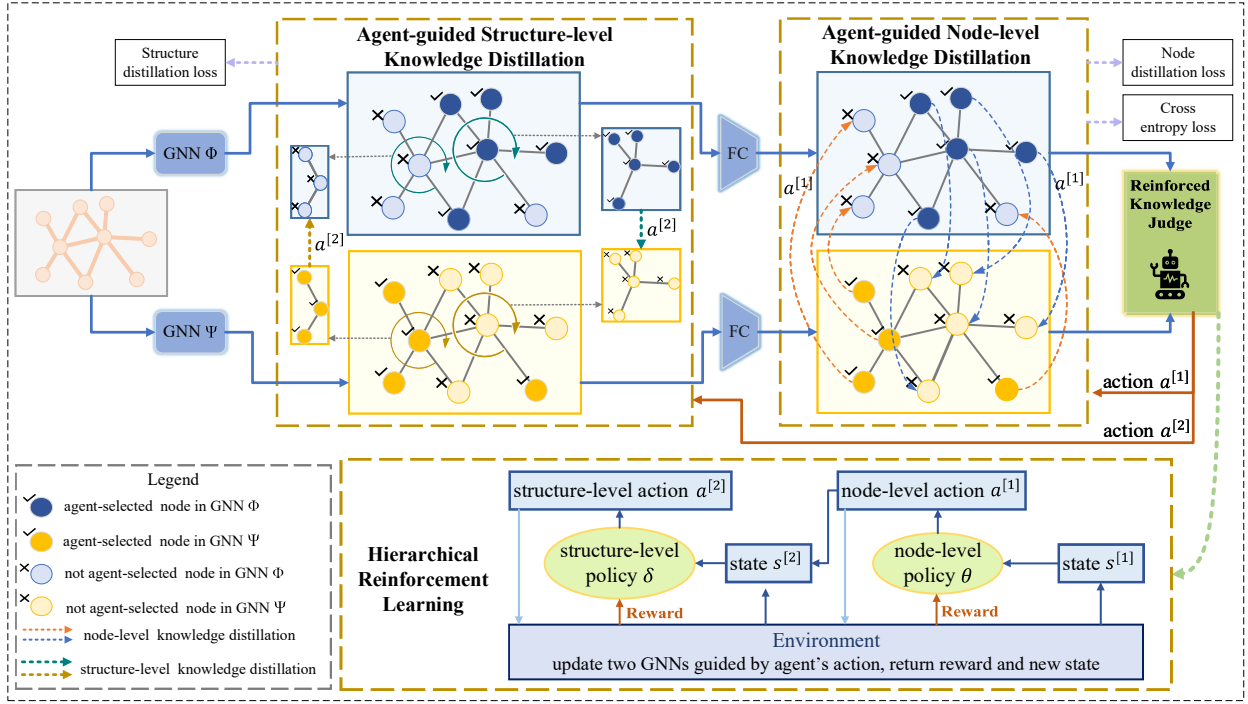 Structure
distillation loss
Agent-guided Structure-level
Knowledge Distillation
Agent-guided Node-level
Knowledge Distillation
Node
distillation loss
Cross
entropy loss
GNN Φ
GNN Ψ
a^[2]
a^[2]
FC
FC
a^[1]
a^[1]
Reinforced
Knowledge
Judge
action a^[1]
action a^[2]
Legend
agent-selected node in GNN Φ
agent-selected node in GNN Ψ
not agent-selected node in GNN Φ
not agent-selected node in GNN Ψ
node-level knowledge distillation
structure-level knowledge distillation
Hierarchical
Reinforcement
Learning
structure-level action a^[2]
node-level action a^[1]
structure-level
policy δ
state s^[2]
node-level
policy θ
state s^[1]
Reward
Reward
Environment
update two GNNs guided by agent's action, return reward and new state